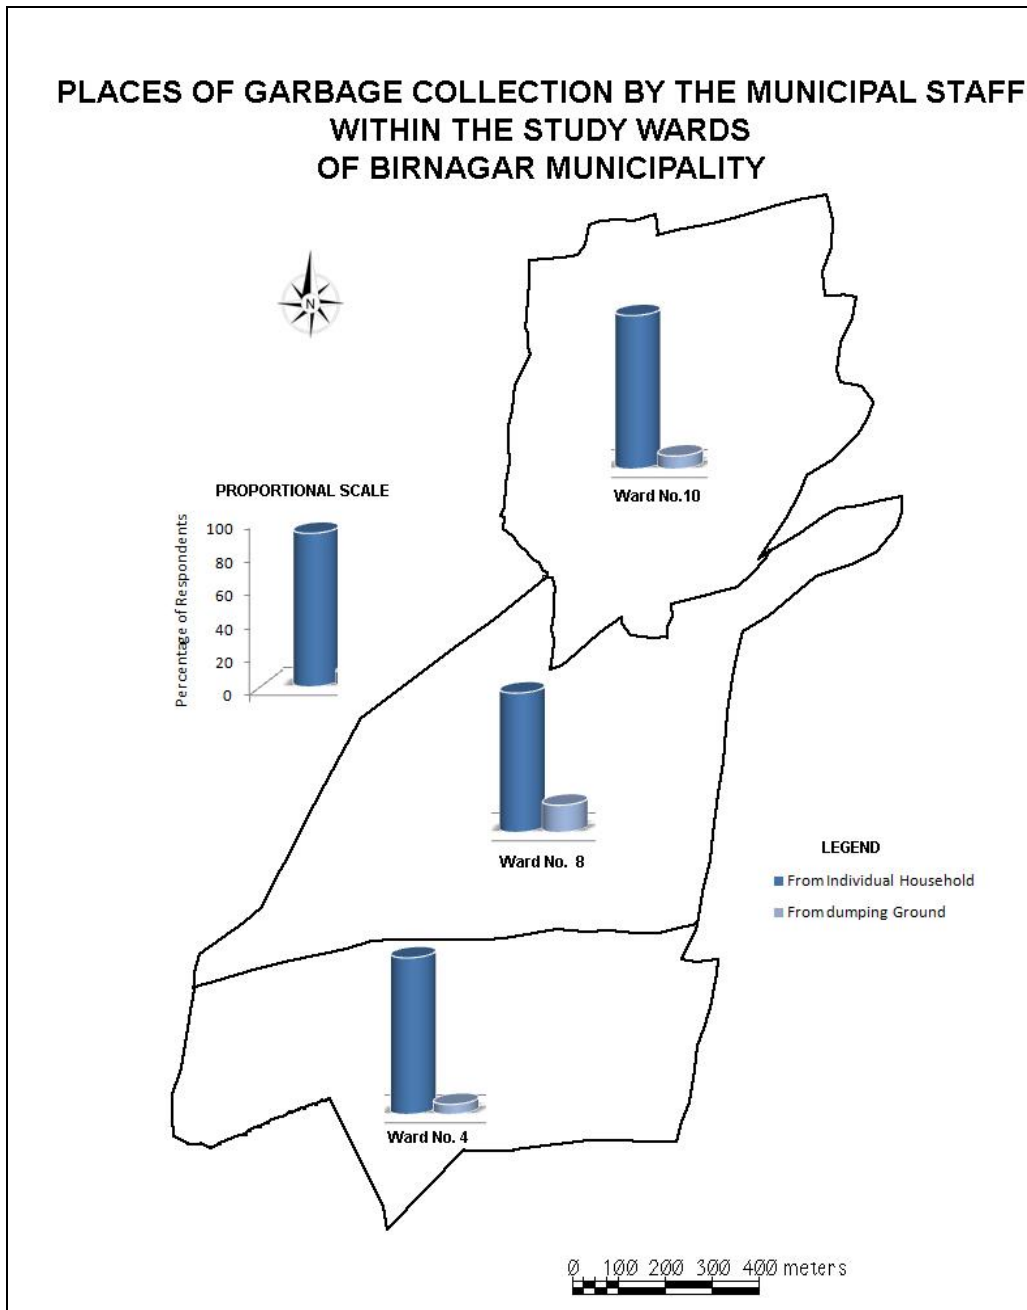 PLACES OF GARBAGE COLLECTION BY THE MUNICIPAL STAFF
WITHIN THE STUDY WARDS
OF BIRNAGAR MUNICIPALITY
N
Ward No.10
PROPORTIONAL SCALE
Percentage of Respondents
100
80
60
40
20
0
Ward No. 8
LEGEND
From Individual Household
From dumping Ground
Ward No. 4
0 100 200 300 400 meters